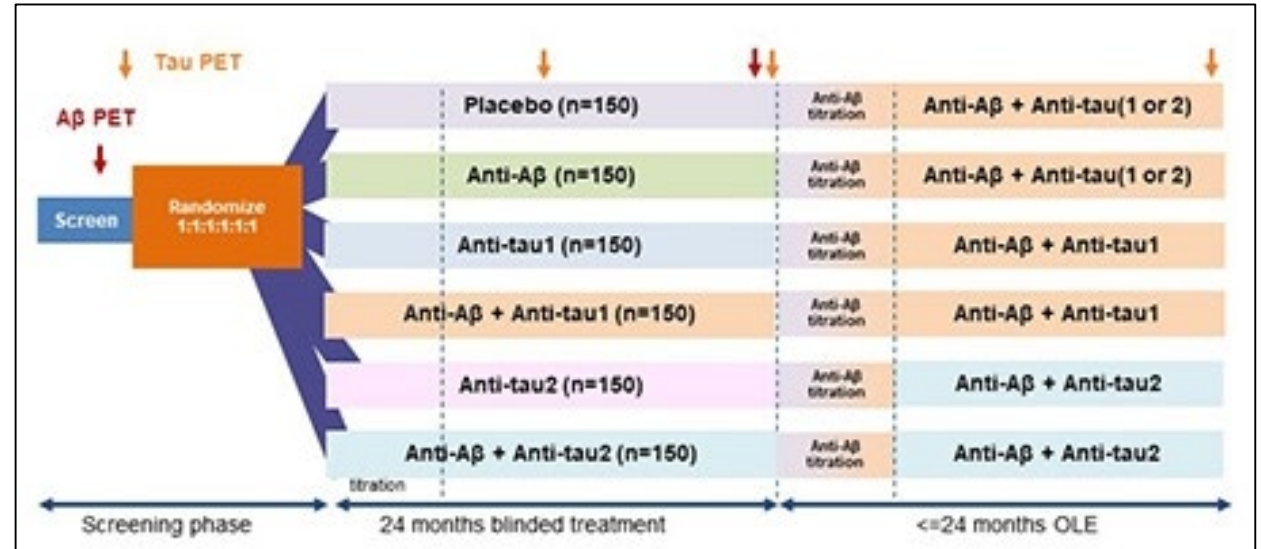 Tau PET
Aβ PET
Screen
Randomize
1:1:1:1:1:1
Placebo (n=150)
Anti-Aβ
titration
Anti-Aβ + Anti-tau(1 or 2)
Anti-Aβ (n=150)
Anti-Aβ
titration
Anti-Aβ + Anti-tau(1 or 2)
Anti-tau1 (n=150)
Anti-Aβ
titration
Anti-Aβ + Anti-tau1
Anti-Aβ + Anti-tau1 (n=150)
Anti-Aβ
titration
Anti-Aβ + Anti-tau1
Anti-tau2 (n=150)
Anti-Aβ
titration
Anti-Aβ + Anti-tau2
Anti-Aβ + Anti-tau2 (n=150)
Anti-Aβ
titration
Anti-Aβ + Anti-tau2
titration
Screening phase
24 months blinded treatment
<=24 months OLE